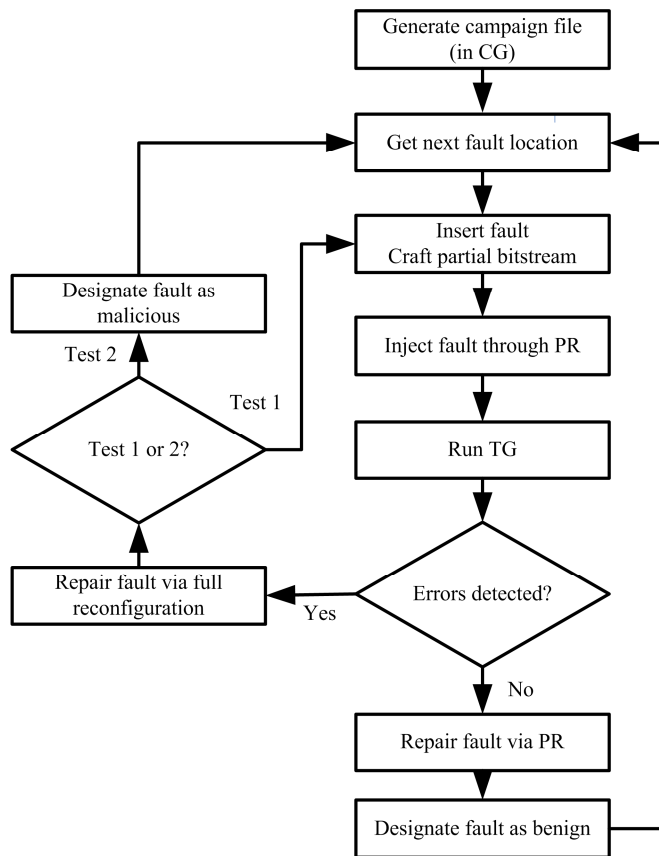 Generate campaign file
(in CG)
Get next fault location
Insert fault
Craft partial bitstream
Designate fault as
malicious
Inject fault through PR
Test 2
Test 1
Test 1 or 2?
Run TG
Repair fault via full
reconfiguration
Errors detected?
Yes
No
Repair fault via PR
Designate fault as benign